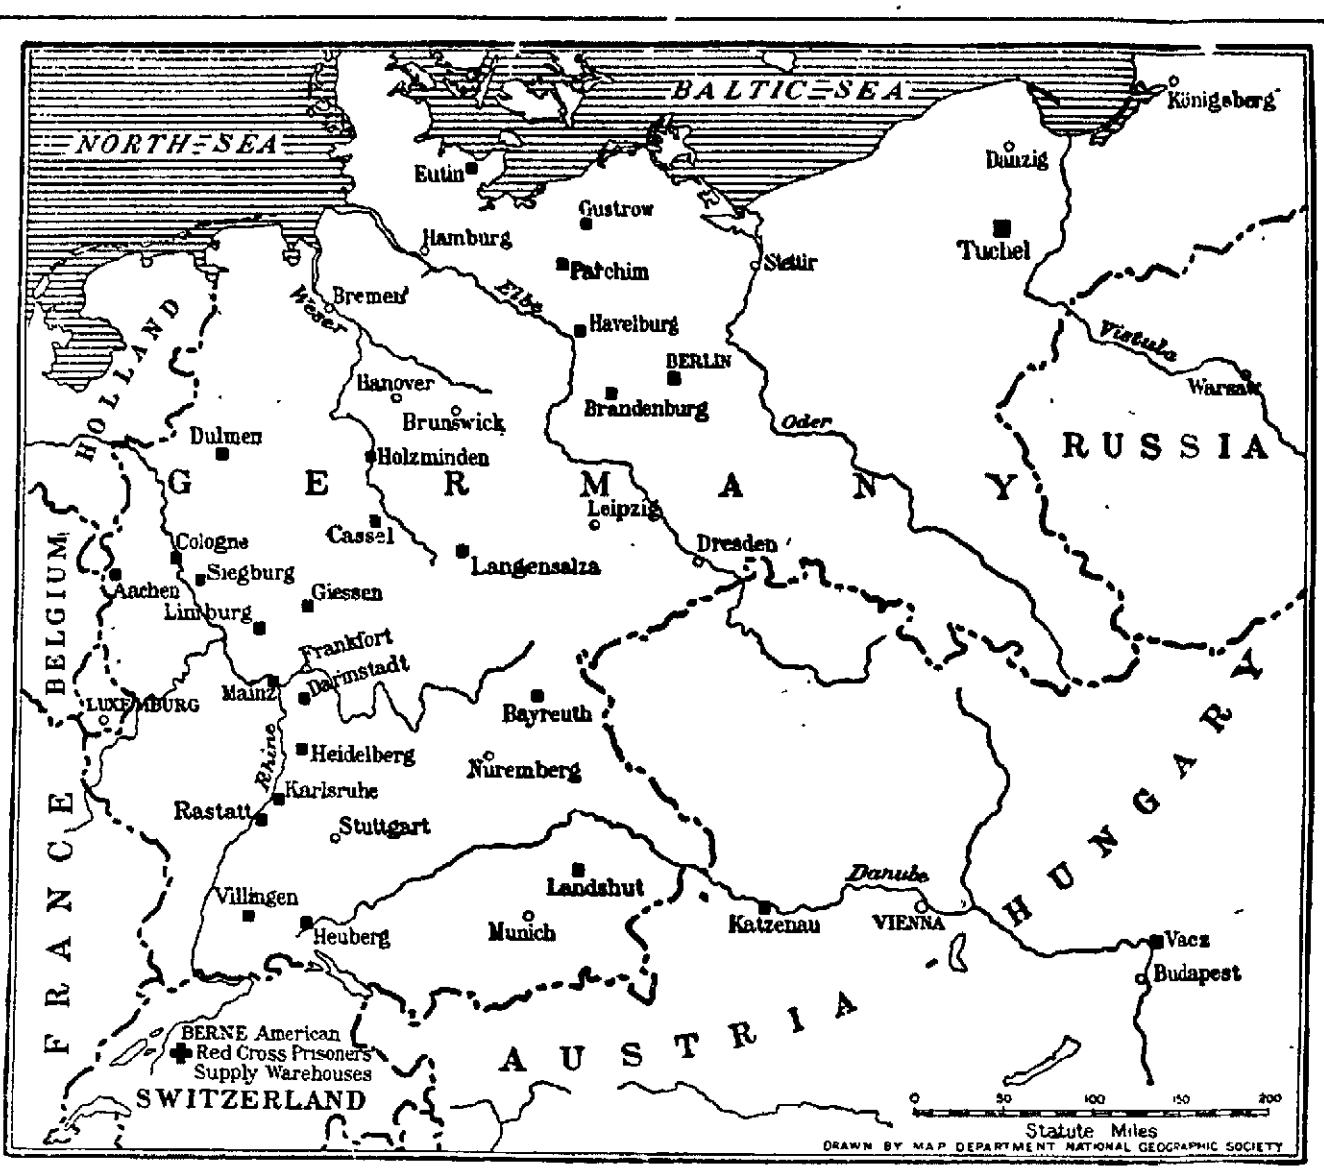 BALTIC SEA
Königsberg
NORTH SEA
Danzig
Eutin
Gustrow
Hamburg
Tuchel
Stettin
Parchim
Elbe
Bremen
Weser
Havelburg
Vistula
HOLLAND
BERLIN
Warsaw
Hanover
Brandenburg
Brunswick
Oder
Dulmen
RUSSIA
Holzminden
GERMANY
Leipzig
Cassel
Cologne
Dresden
Langensalza
Siegburg
Aachen
Giessen
Limburg
BELGIUM
Frankfort
Darmstadt
Mainz
LUXEMBURG
Bayreuth
HUNGARY
Rhine
Heidelberg
Nuremberg
Karlsruhe
Rastatt
Stuttgart
FRANCE
Danube
Landshut
Villingen
Katzenau
VIENNA
Munich
Heuberg
Vacz
Budapest
AUSTRIA
BERNE American
Red Cross Prisoners'
Supply Warehouses
SWITZERLAND
0 50 100 150 200
Statute Miles
DRAWN BY MAP DEPARTMENT NATIONAL GEOGRAPHIC SOCIETY